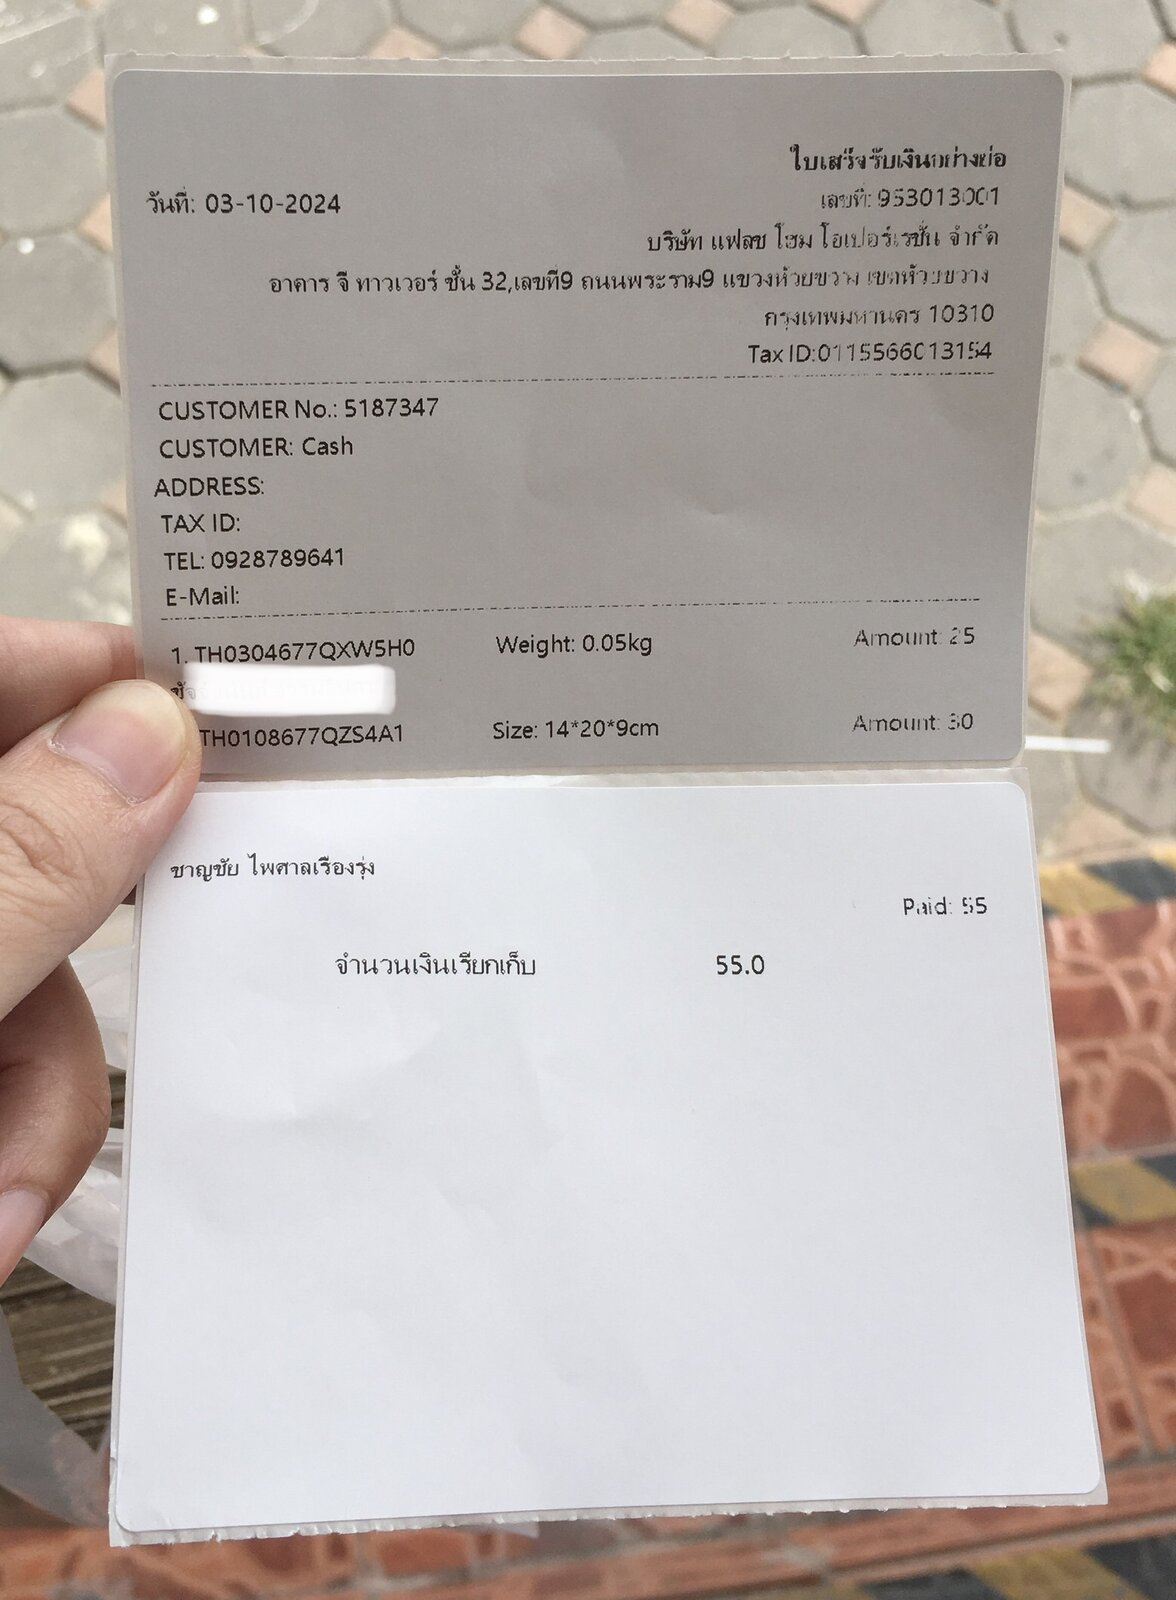 ใบเสร็จรับเงินอย่างย่อ
วันที่: 03-10-2024
เลขที่: 953013001
บริษัท แฟลช โฮม โอเปอร์เรชั่น จำกัด
อาคาร จี ทาวเวอร์ ชั้น 32,เลขที่9 ถนนพระราม9 แขวงห้วยขวาง เขตห้วยขวาง
กรุงเทพมหานคร 10310
Tax ID:0115566013154
CUSTOMER No.: 5187347
CUSTOMER: Cash
ADDRESS:
TAX ID:
TEL: 0928789641
E-Mail:
1. TH0304677QXW5H0 Weight: 0.05kg Amount: 25
TH0108677QZS4A1 Size: 14*20*9cm Amount: 30
ชาญชัย ไพศาลเรืองรุ่ง
Paid: 55
จำนวนเงินเรียกเก็บ 55.0